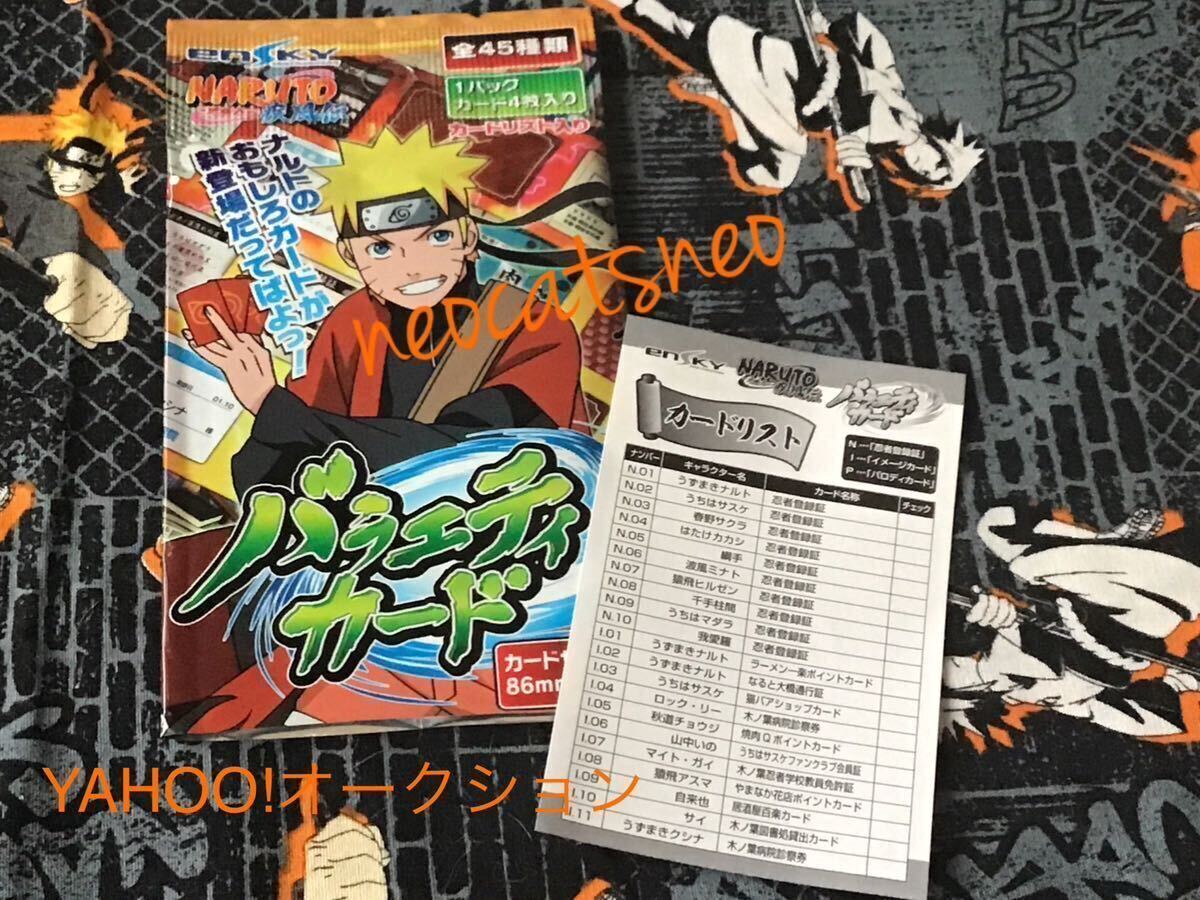 ensky
NARUTO
疾風伝
全45種類
1パック
カード4枚入り
カードリスト入り
ナルトの
おもしろカードが
新登場だってばよっ!
肉
01.10
シナ
様
neocatsneo
バラエティ
カード
カードサ
86mm
UZU
ensky
NARUTO
疾風伝
バラエティ
カード
カードリスト
N…「忍者登録証」
I…「イメージカード」
P…「パロディカード」
ナンバー キャラクター名 カード名称 チェック
N.01 うずまきナルト 忍者登録証
N.02 うちはサスケ 忍者登録証
N.03 春野サクラ 忍者登録証
N.04 はたけカカシ 忍者登録証
N.05 綱手 忍者登録証
N.06 波風ミナト 忍者登録証
N.07 猿飛ヒルゼン 忍者登録証
N.08 千手柱間 忍者登録証
N.09 うちはマダラ 忍者登録証
N.10 我愛羅 忍者登録証
I.01 うずまきナルト ラーメン一楽ポイントカード
I.02 うずまきナルト なると大橋通行証
I.03 うちはサスケ 猫バアショップカード
I.04 ロック・リー 木ノ葉病院診察券
I.05 秋道チョウジ 焼肉Qポイントカード
I.06 山中いの うちはサスケファンクラブ会員証
I.07 マイト・ガイ 木ノ葉忍者学校教員免許証
I.08 猿飛アスマ やまなか花店ポイントカード
I.09 自来也 居酒屋百楽カード
I.10 サイ 木ノ葉図書処貸出カード
I.11 うずまきクシナ 木ノ葉病院診察券
YAHOO!オークション